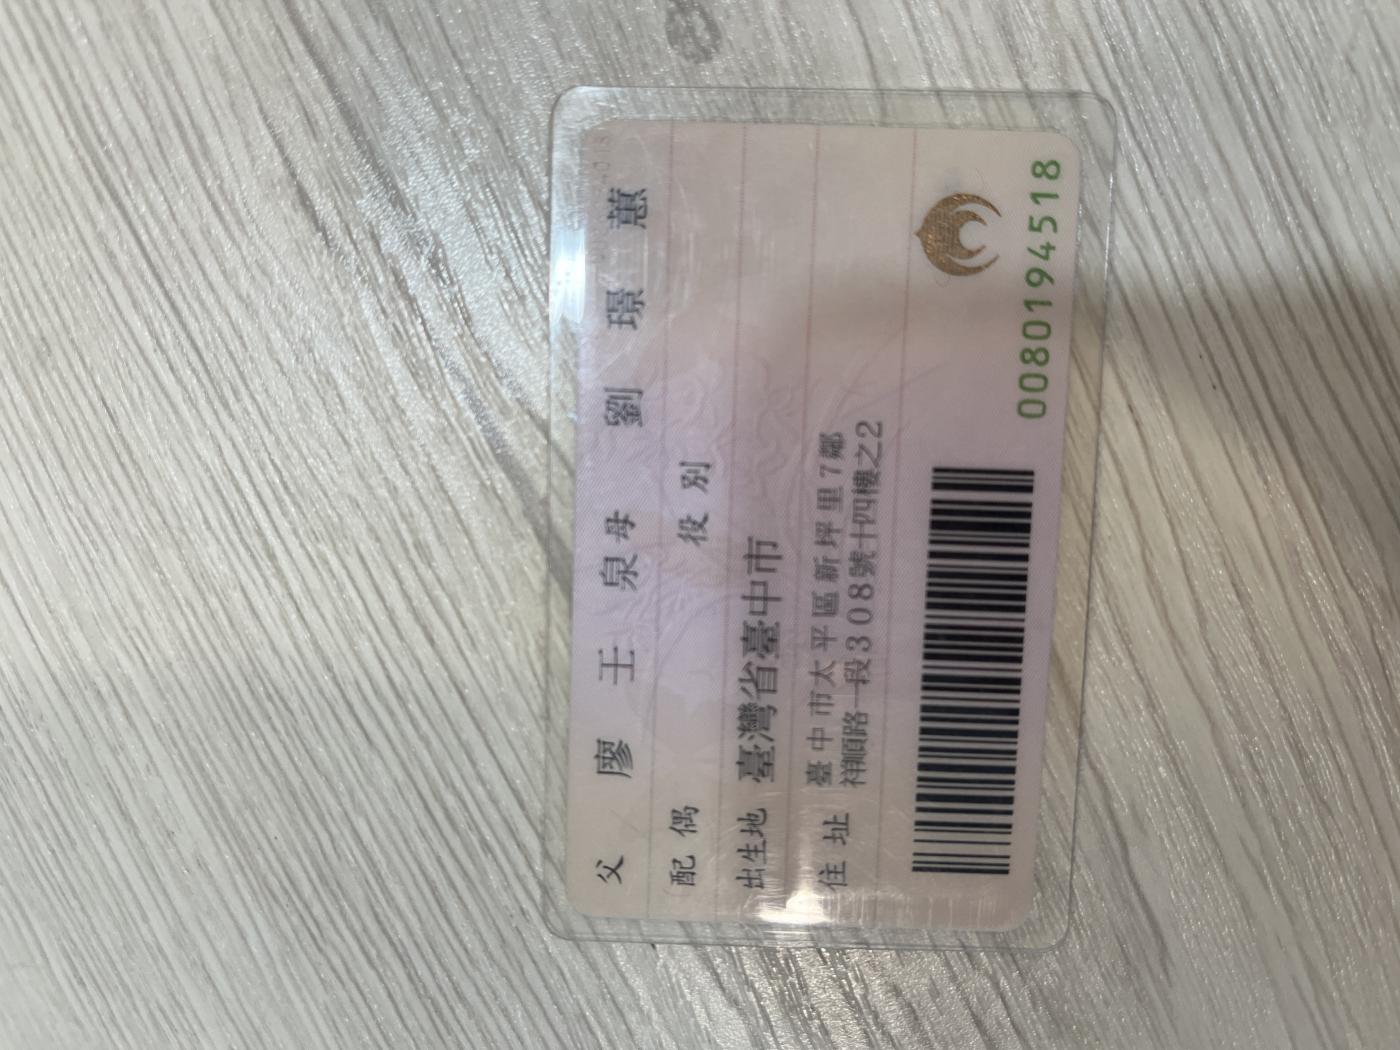 父 廖 壬 泉 母 劉 璟 蕙
配偶 役別
出生地 臺灣省臺中市
住址 臺中市太平區新坪里7鄰
祥順路一段308號十四樓之2
0080194518